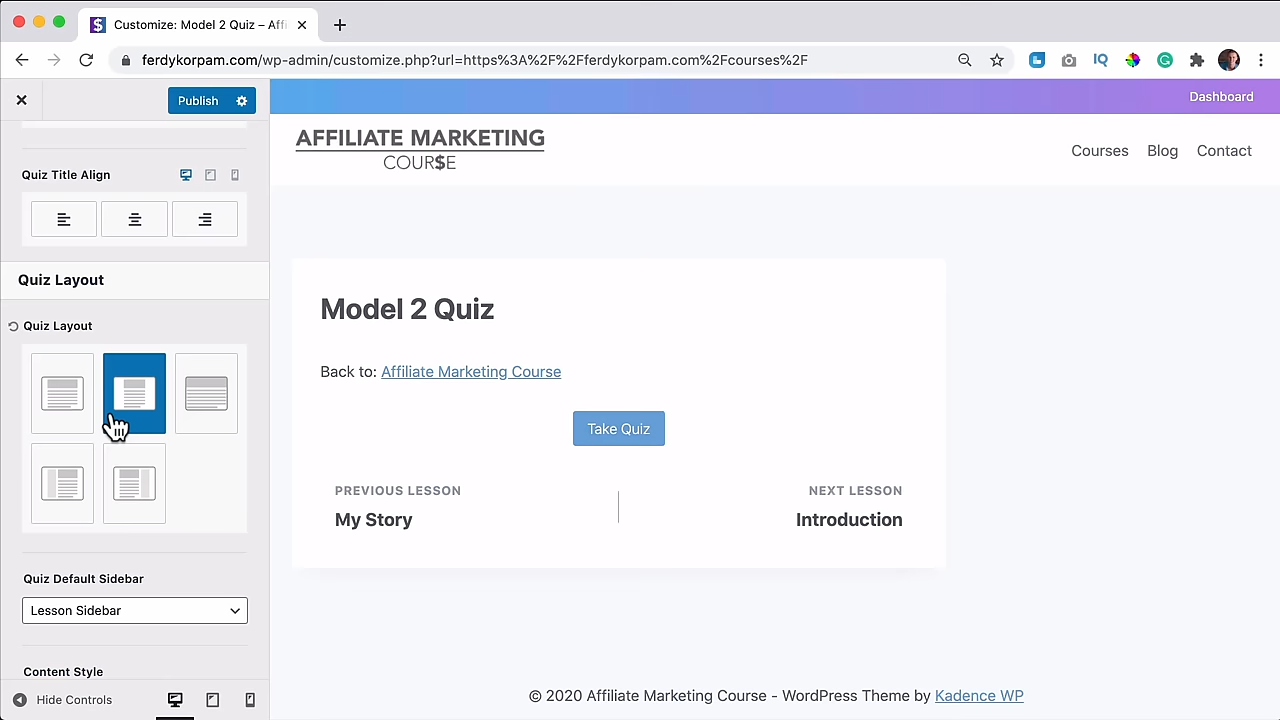 Customize: Model 2 Quiz – Affi
ferdykorpam.com/wp-admin/customize.php?url=https%3A%2F%2Fferdykorpam.com%2Fcourses%2F
Publish
Dashboard
AFFILIATE MARKETING
COUR$E
Courses
Blog
Contact
Quiz Title Align
Quiz Layout
Quiz Layout
Quiz Default Sidebar
Lesson Sidebar
Content Style
Hide Controls
Model 2 Quiz
Back to: Affiliate Marketing Course
Take Quiz
PREVIOUS LESSON
My Story
NEXT LESSON
Introduction
© 2020 Affiliate Marketing Course - WordPress Theme by Kadence WP